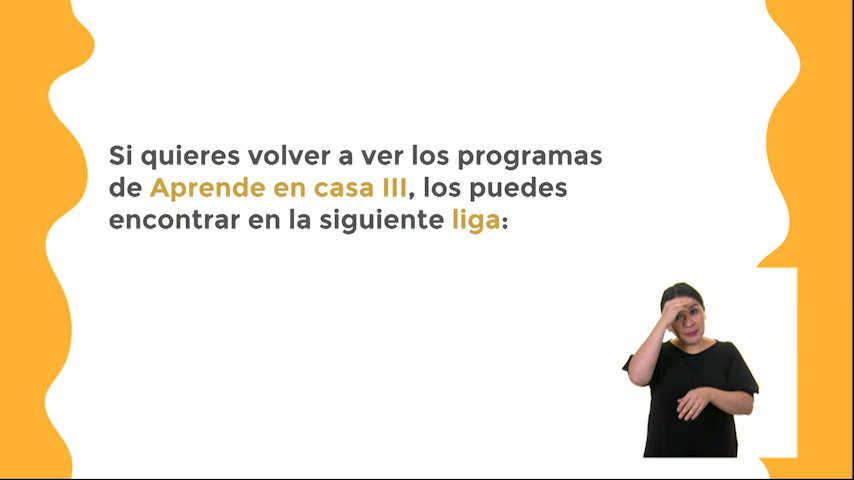 Si quieres volver a ver los programas
de Aprende en casa III, los puedes
encontrar en la siguiente liga: